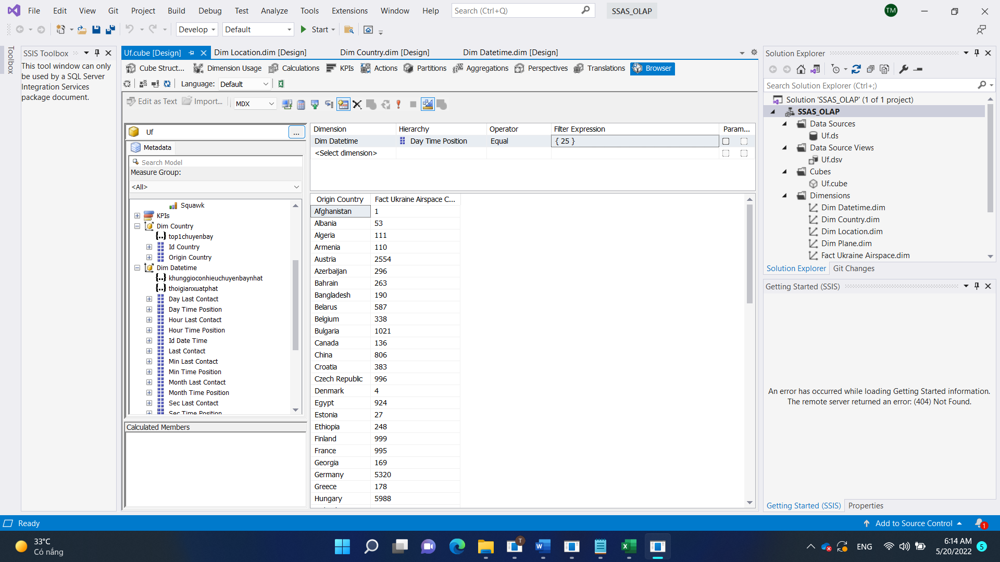 File Edit View Git Project Build Debug Test Analyze Tools Extensions Window Help Search (Ctrl+Q) SSAS_OLAP TM
Develop Default Start
Toolbox
SSIS Toolbox
This tool window can only
be used by a SQL Server
Integration Services
package document.
Uf.cube [Design] Dim Location.dim [Design] Dim Country.dim [Design] Dim Datetime.dim [Design]
Cube Struct... Dimension Usage Calculations KPIs Actions Partitions Aggregations Perspectives Translations Browser
Language: Default
Edit as Text Import... MDX
Uf ...
Metadata
Search Model
Measure Group:
<All>
Squawk
KPIs
Dim Country
top1chuyenbay
Id Country
Origin Country
Dim Datetime
khunggioconhieuchuyenbaynhat
thoigianxuatphat
Day Last Contact
Day Time Position
Hour Last Contact
Hour Time Position
Id Date Time
Last Contact
Min Last Contact
Min Time Position
Month Last Contact
Month Time Position
Sec Last Contact
Sec Time Position
Calculated Members
Dimension Hierarchy Operator Filter Expression Param...
Dim Datetime Day Time Position Equal { 25 }
<Select dimension>
Origin Country Fact Ukraine Airspace C...
Afghanistan 1
Albania 53
Algeria 111
Armenia 110
Austria 2554
Azerbaijan 296
Bahrain 263
Bangladesh 190
Belarus 587
Belgium 338
Bulgaria 1021
Canada 136
China 806
Croatia 383
Czech Republic 996
Denmark 4
Egypt 924
Estonia 27
Ethiopia 248
Finland 999
France 995
Georgia 169
Germany 5320
Greece 178
Hungary 5988
Solution Explorer
Search Solution Explorer (Ctrl+;)
Solution 'SSAS_OLAP' (1 of 1 project)
SSAS_OLAP
Data Sources
Uf.ds
Data Source Views
Uf.dsv
Cubes
Uf.cube
Dimensions
Dim Datetime.dim
Dim Country.dim
Dim Location.dim
Dim Plane.dim
Fact Ukraine Airspace.dim
Solution Explorer Git Changes
Getting Started (SSIS)
An error has occurred while loading Getting Started information.
The remote server returned an error: (404) Not Found.
Getting Started (SSIS) Properties
Ready Add to Source Control 1
33°C
Có nắng
T
ENG
6:14 AM
5/20/2022
5